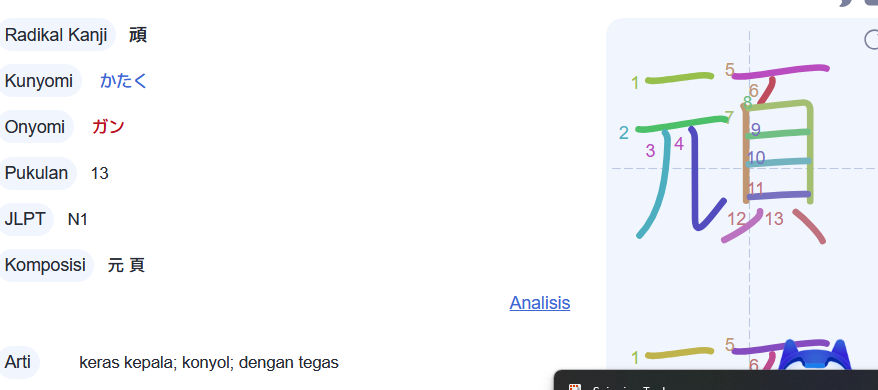 Radikal Kanji 頑
Kunyomi かたく
Onyomi ガン
Pukulan 13
JLPT N1
Komposisi 元 頁
Analisis
Arti keras kepala; konyol; dengan tegas
1
2
3
4
5
6
7
8
9
10
11
12
13
1
5
6